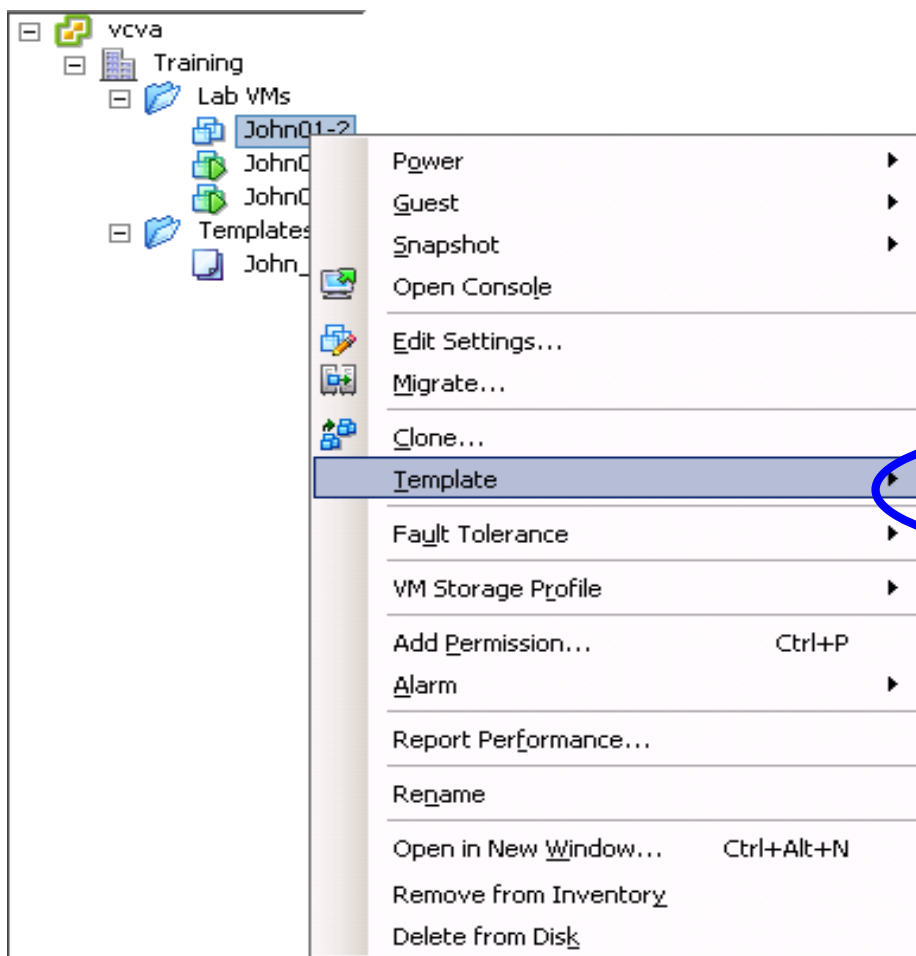 vcva
Training
Lab VMs
John01-2
Templates
John_
Power
Guest
Snapshot
Open Console
Edit Settings...
Migrate...
Clone...
Template
Fault Tolerance
VM Storage Profile
Add Permission... Ctrl+P
Alarm
Report Performance...
Rename
Open in New Window... Ctrl+Alt+N
Remove from Inventory
Delete from Disk